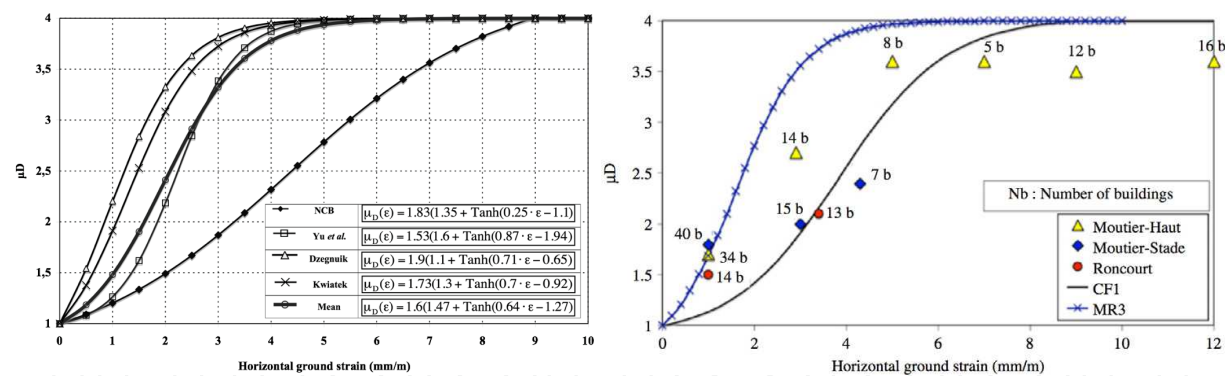 4
3,5
3
2,5
2
1,5
1
μD
0 1 2 3 4 5 6 7 8 9 10
Horizontal ground strain (mm/m)
NCB μD(ε) = 1.83(1.35 + Tanh(0.25 · ε − 1.1)
Yu et al. μD(ε) = 1.53(1.6 + Tanh(0.87 · ε − 1.94)
Dzegnuik μD(ε) = 1.9(1.1 + Tanh(0.71 · ε − 0.65)
Kwiatek μD(ε) = 1.73(1.3 + Tanh(0.7 · ε − 0.92)
Mean μD(ε) = 1.6(1.47 + Tanh(0.64 · ε − 1.27)
4
3.5
3
2.5
2
1.5
1
μD
0 2 4 6 8 10 12
Horizontal ground strain (mm/m)
8 b
5 b
12 b
16 b
14 b
7 b
15 b
13 b
40 b
34 b
14 b
Nb : Number of buildings
Moutier-Haut
Moutier-Stade
Roncourt
CF1
MR3